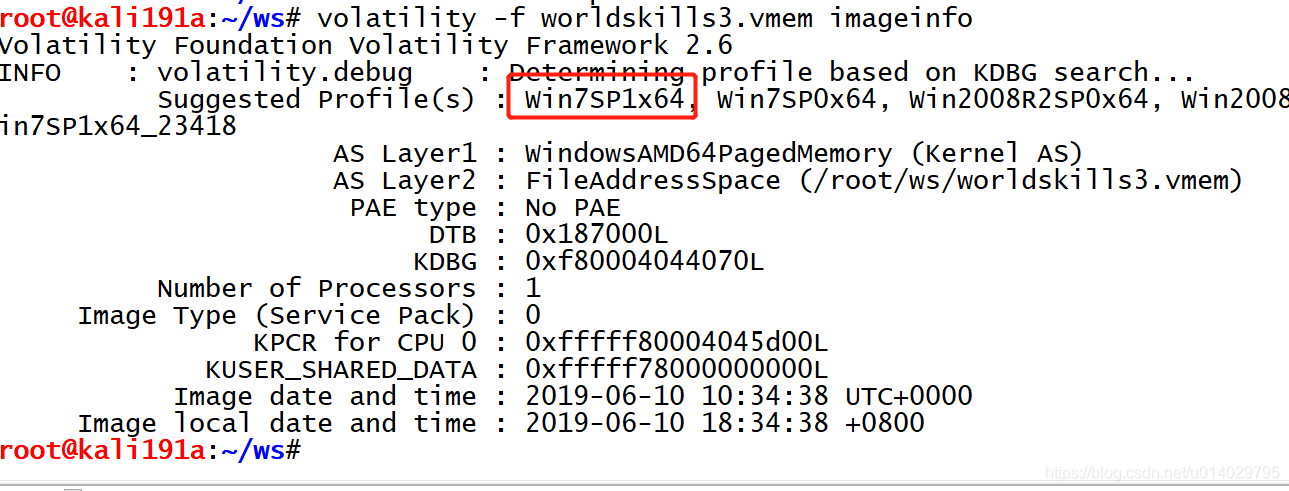 root@kali191a:~/ws# volatility -f worldskills3.vmem imageinfo
Volatility Foundation Volatility Framework 2.6
INFO    : volatility.debug    : Determining profile based on KDBG search...
Suggested Profile(s) : Win7SP1x64, Win7SP0x64, Win2008R2SP0x64, Win2008
in7SP1x64_23418
AS Layer1 : WindowsAMD64PagedMemory (Kernel AS)
AS Layer2 : FileAddressSpace (/root/ws/worldskills3.vmem)
PAE type : No PAE
DTB : 0x187000L
KDBG : 0xf80004044070L
Number of Processors : 1
Image Type (Service Pack) : 0
KPCR for CPU 0 : 0xfffff80004045d00L
KUSER_SHARED_DATA : 0xfffff78000000000L
Image date and time : 2019-06-10 10:34:38 UTC+0000
Image local date and time : 2019-06-10 18:34:38 +0800
root@kali191a:~/ws#
https://blog.csdn.net/u014029795